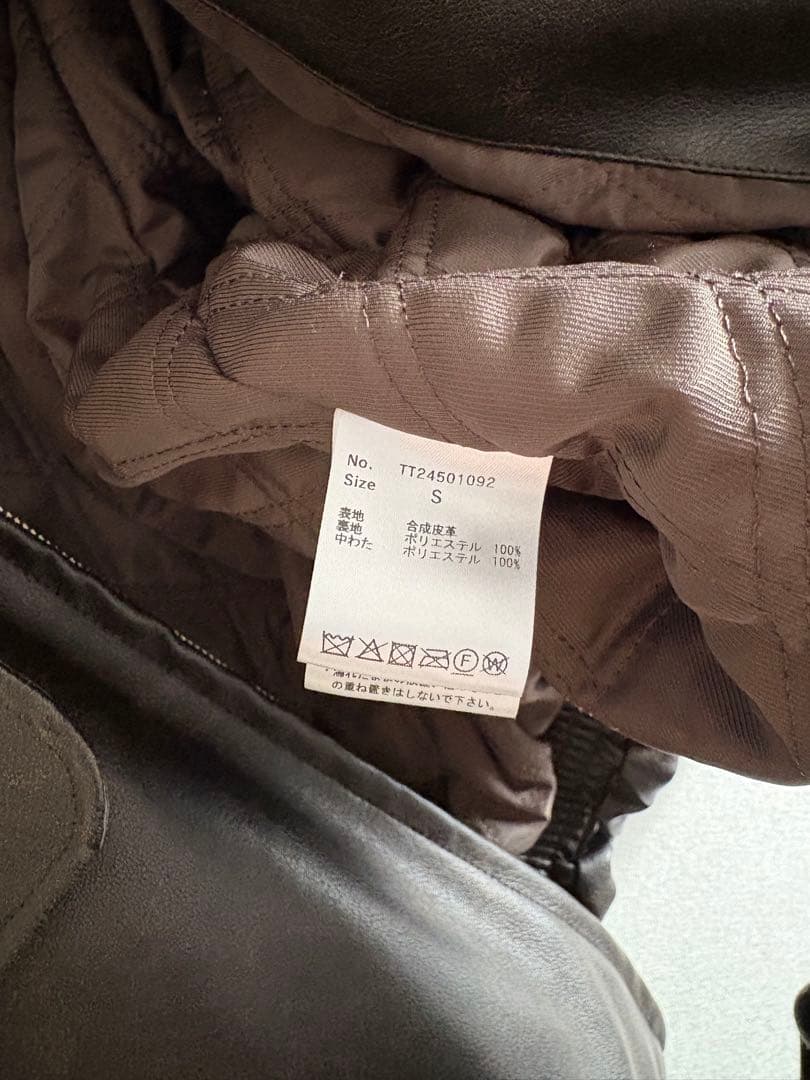 No. TT24501092
Size S
表地 合成皮革
裏地 ポリエステル 100%
中わた ポリエステル 100%
F W
の重ね置きはしないで下さい。